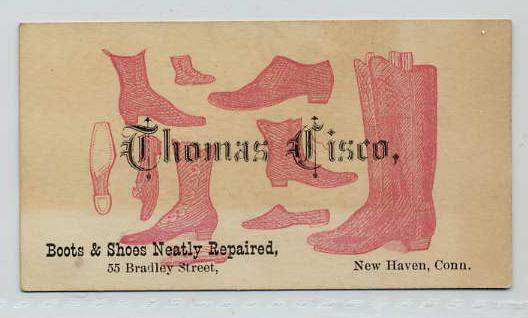 Thomas Cisco,
Boots & Shoes Neatly Repaired,
55 Bradley Street,
New Haven, Conn.